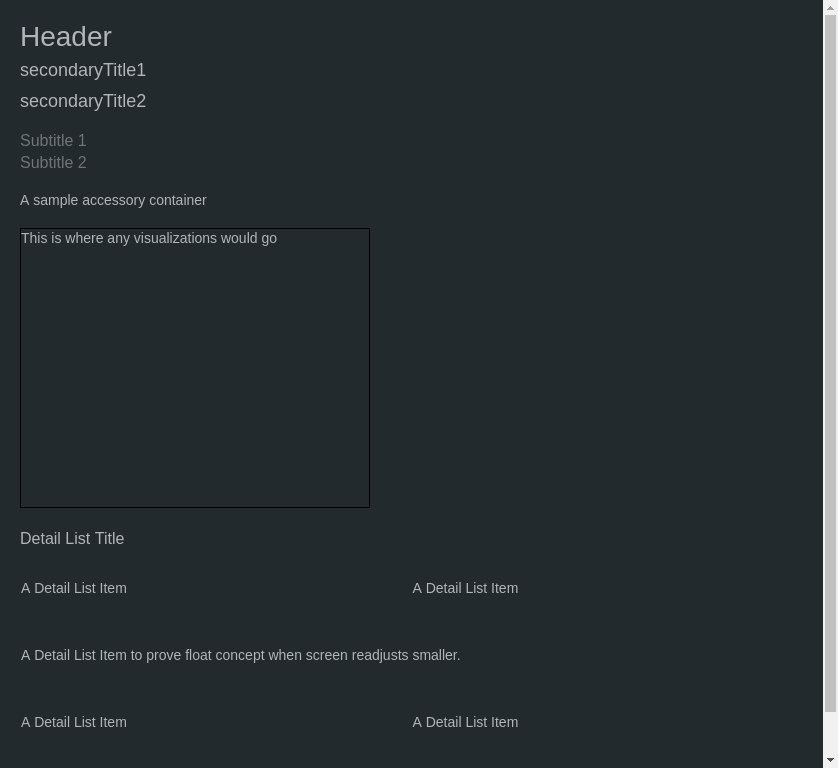 Header
secondaryTitle1
secondaryTitle2
Subtitle 1
Subtitle 2
A sample accessory container
This is where any visualizations would go
Detail List Title
A Detail List Item
A Detail List Item
A Detail List Item to prove float concept when screen readjusts smaller.
A Detail List Item
A Detail List Item